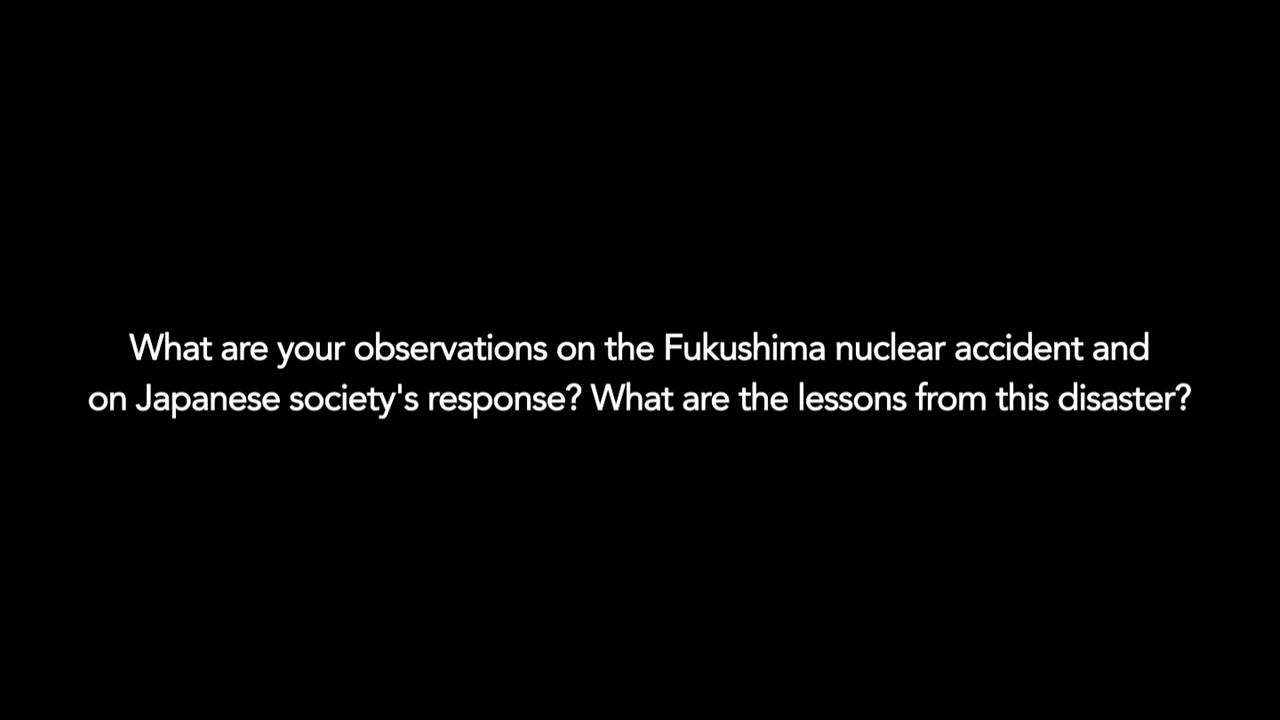 What are your observations on the Fukushima nuclear accident and
on Japanese society's response? What are the lessons from this disaster?